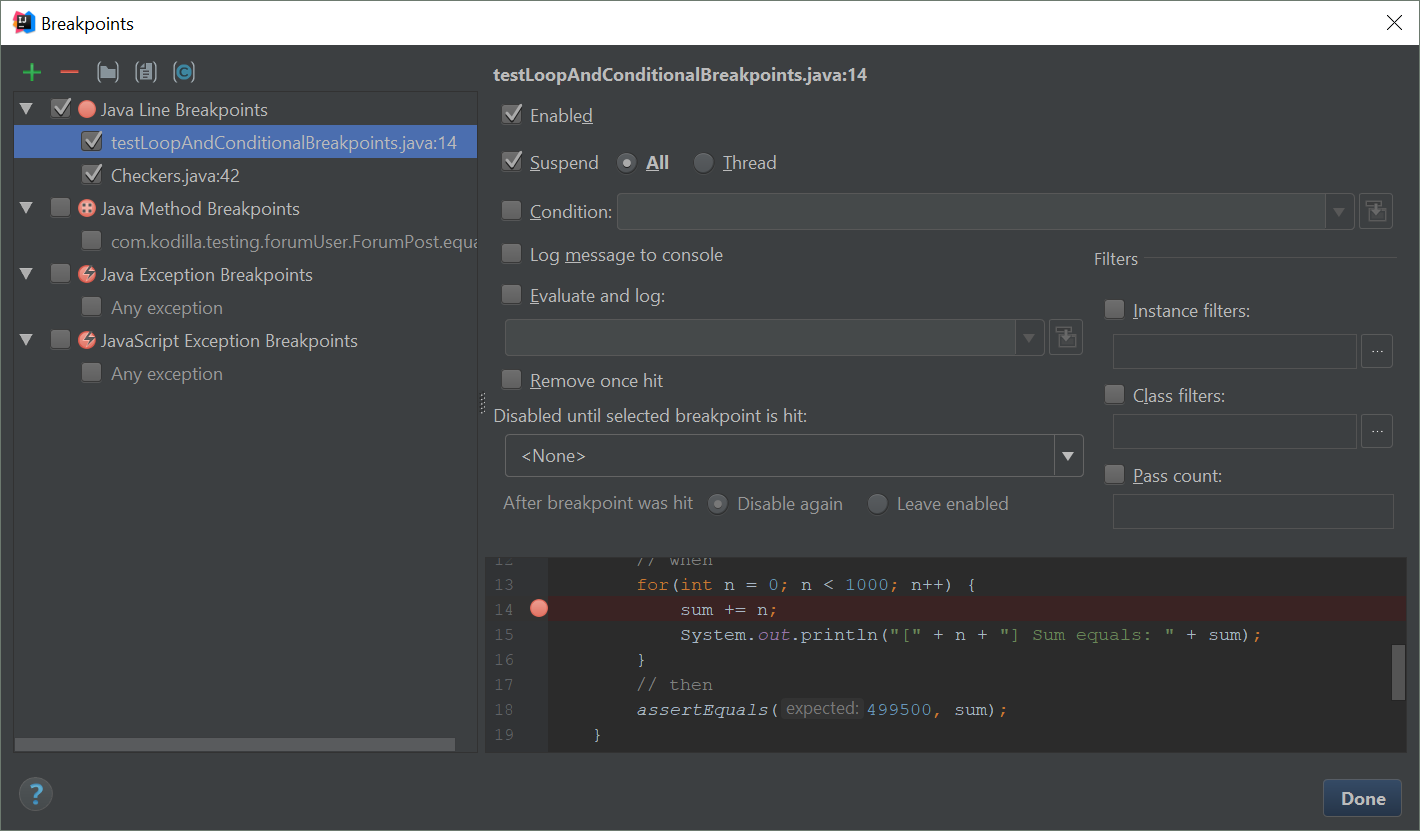 Breakpoints
Java Line Breakpoints
testLoopAndConditionalBreakpoints.java:14
Checkers.java:42
Java Method Breakpoints
com.kodilla.testing.forumUser.ForumPost.equa
Java Exception Breakpoints
Any exception
JavaScript Exception Breakpoints
Any exception
testLoopAndConditionalBreakpoints.java:14
Enabled
Suspend All Thread
Condition:
Log message to console
Evaluate and log:
Remove once hit
Disabled until selected breakpoint is hit:
<None>
After breakpoint was hit Disable again Leave enabled
Filters
Instance filters:
...
Class filters:
...
Pass count:
12 // when
13 for(int n = 0; n < 1000; n++) {
14 sum += n;
15 System.out.println("[" + n + "] Sum equals: " + sum);
16 }
17 // then
18 assertEquals( expected: 499500, sum);
19 }
?
Done